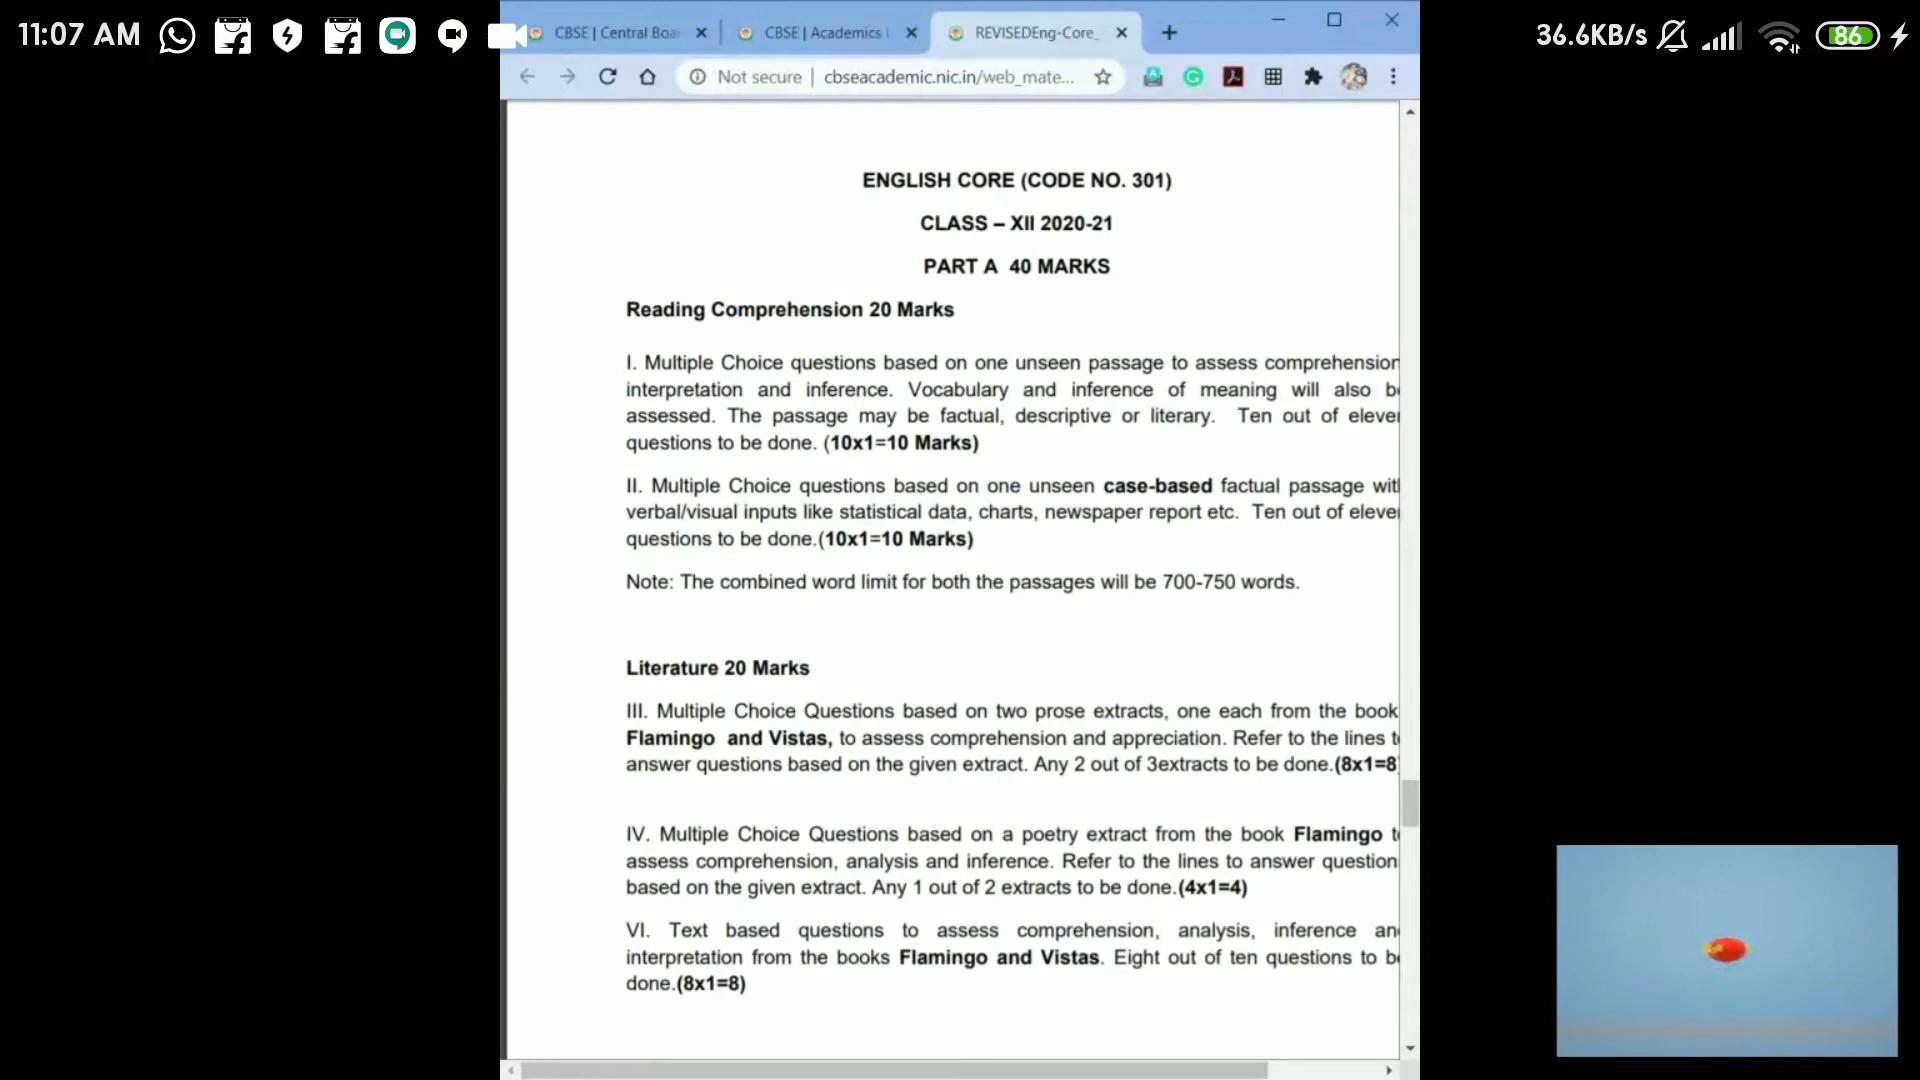 11:07 AM
36.6KB/s
86
CBSE | Central Boa
CBSE | Academics
REVISEDEng-Core_
Not secure | cbseacademic.nic.in/web_mate...
ENGLISH CORE (CODE NO. 301)
CLASS – XII 2020-21
PART A 40 MARKS
Reading Comprehension 20 Marks
I. Multiple Choice questions based on one unseen passage to assess comprehension
interpretation and inference. Vocabulary and inference of meaning will also b
assessed. The passage may be factual, descriptive or literary. Ten out of eleve
questions to be done. (10x1=10 Marks)
II. Multiple Choice questions based on one unseen case-based factual passage wit
verbal/visual inputs like statistical data, charts, newspaper report etc. Ten out of eleve
questions to be done.(10x1=10 Marks)
Note: The combined word limit for both the passages will be 700-750 words.
Literature 20 Marks
III. Multiple Choice Questions based on two prose extracts, one each from the book
Flamingo and Vistas, to assess comprehension and appreciation. Refer to the lines t
answer questions based on the given extract. Any 2 out of 3extracts to be done.(8x1=8
IV. Multiple Choice Questions based on a poetry extract from the book Flamingo t
assess comprehension, analysis and inference. Refer to the lines to answer question
based on the given extract. Any 1 out of 2 extracts to be done.(4x1=4)
VI. Text based questions to assess comprehension, analysis, inference an
interpretation from the books Flamingo and Vistas. Eight out of ten questions to b
done.(8x1=8)